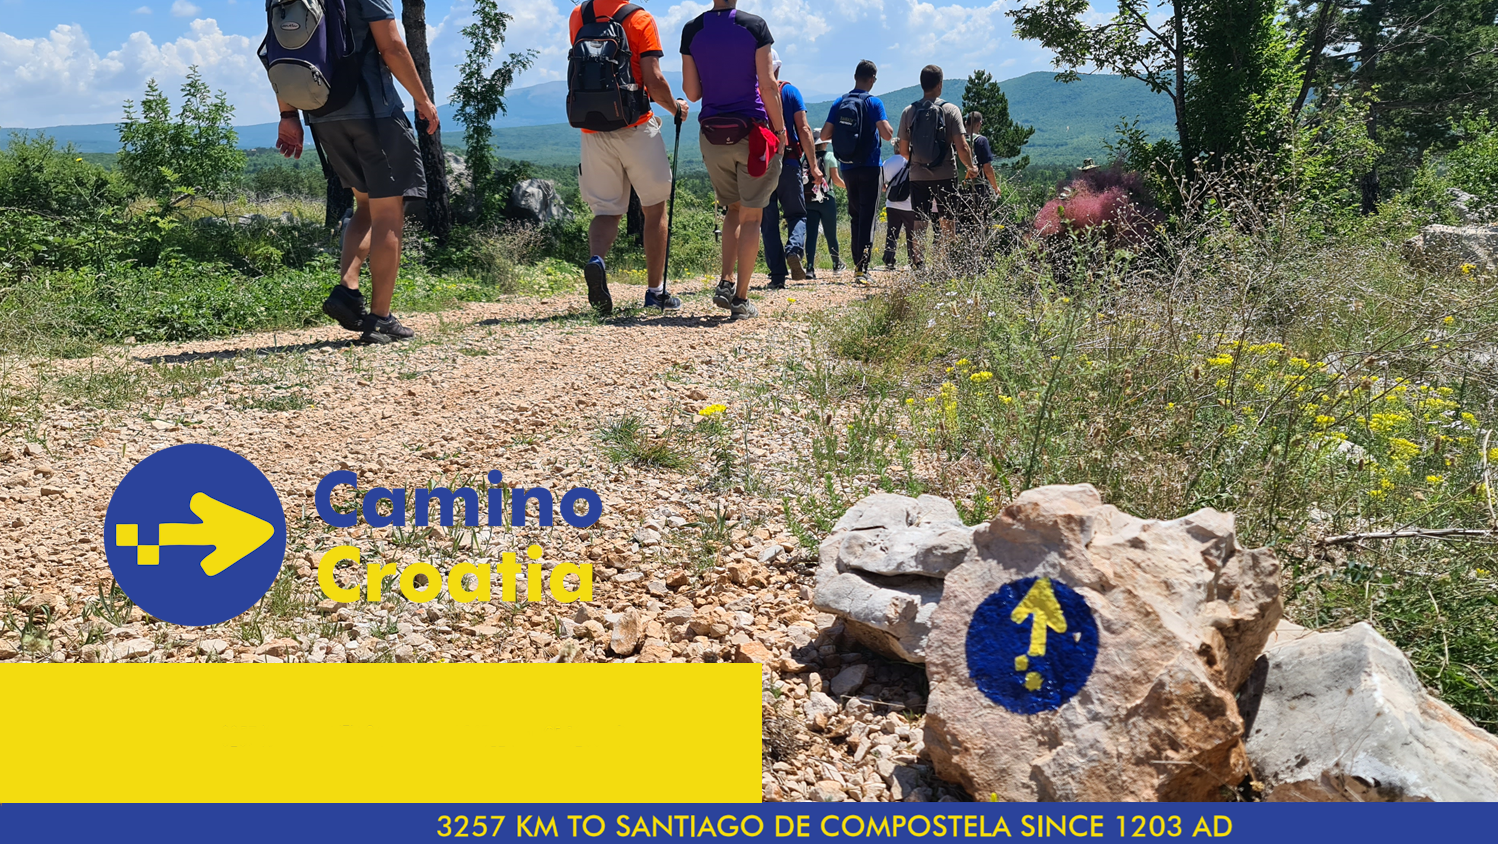 Camino
Croatia
3257 KM TO SANTIAGO DE COMPOSTELA SINCE 1203 AD